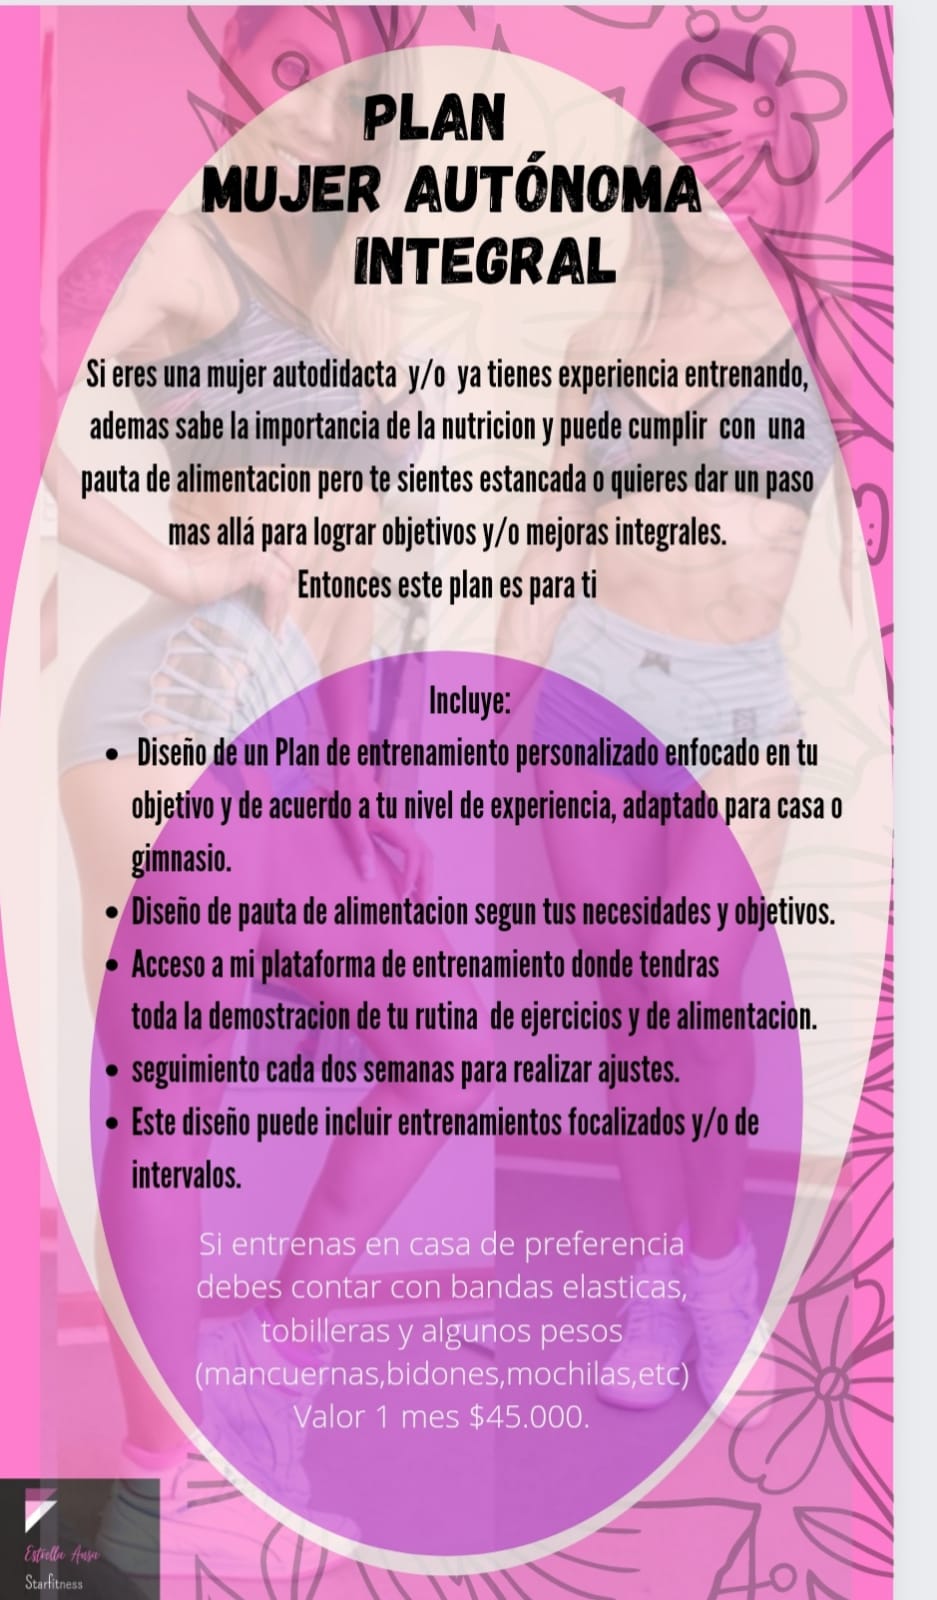 PLAN
MUJER AUTÓNOMA
INTEGRAL
Si eres una mujer autodidacta y/o ya tienes experiencia entrenando,
ademas sabe la importancia de la nutricion y puede cumplir con una
pauta de alimentacion pero te sientes estancada o quieres dar un paso
mas allá para lograr objetivos y/o mejoras integrales.
Entonces este plan es para ti
Incluye:
• Diseño de un Plan de entrenamiento personalizado enfocado en tu
objetivo y de acuerdo a tu nivel de experiencia, adaptado para casa o
gimnasio.
• Diseño de pauta de alimentacion segun tus necesidades y objetivos.
• Acceso a mi plataforma de entrenamiento donde tendras
toda la demostracion de tu rutina de ejercicios y de alimentacion.
• seguimiento cada dos semanas para realizar ajustes.
• Este diseño puede incluir entrenamientos focalizados y/o de
intervalos.
Si entrenas en casa de preferencia
debes contar con bandas elasticas,
tobilleras y algunos pesos
(mancuernas,bidones,mochilas,etc)
Valor 1 mes $45.000.
Estrella
Starfitness